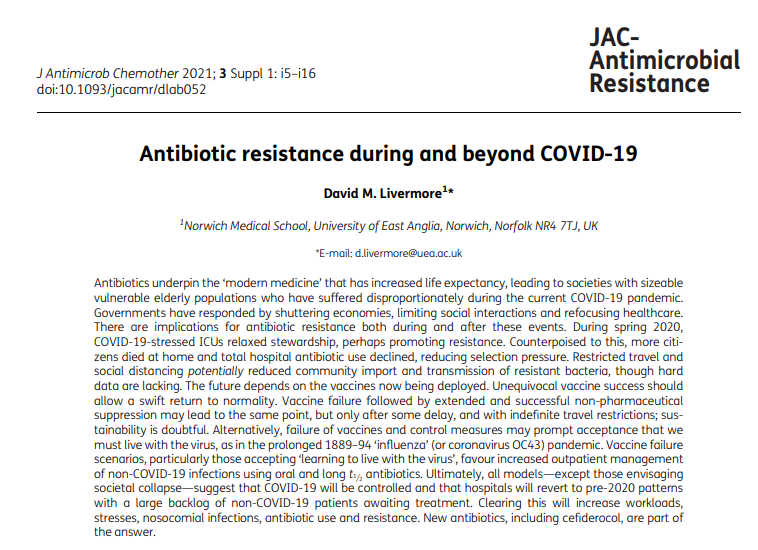 JAC-
Antimicrobial
Resistance
J Antimicrob Chemother 2021; 3 Suppl 1: i5–i16
doi:10.1093/jacamr/dlab052
Antibiotic resistance during and beyond COVID-19
David M. Livermore1*
1Norwich Medical School, University of East Anglia, Norwich, Norfolk NR4 7TJ, UK
*E-mail: d.livermore@uea.ac.uk
Antibiotics underpin the ‘modern medicine’ that has increased life expectancy, leading to societies with sizeable
vulnerable elderly populations who have suffered disproportionately during the current COVID-19 pandemic.
Governments have responded by shuttering economies, limiting social interactions and refocusing healthcare.
There are implications for antibiotic resistance both during and after these events. During spring 2020,
COVID-19-stressed ICUs relaxed stewardship, perhaps promoting resistance. Counterpoised to this, more citi-
zens died at home and total hospital antibiotic use declined, reducing selection pressure. Restricted travel and
social distancing potentially reduced community import and transmission of resistant bacteria, though hard
data are lacking. The future depends on the vaccines now being deployed. Unequivocal vaccine success should
allow a swift return to normality. Vaccine failure followed by extended and successful non-pharmaceutical
suppression may lead to the same point, but only after some delay, and with indefinite travel restrictions; sus-
tainability is doubtful. Alternatively, failure of vaccines and control measures may prompt acceptance that we
must live with the virus, as in the prolonged 1889–94 ‘influenza’ (or coronavirus OC43) pandemic. Vaccine failure
scenarios, particularly those accepting ‘learning to live with the virus’, favour increased outpatient management
of non-COVID-19 infections using oral and long t½ antibiotics. Ultimately, all models—except those envisaging
societal collapse—suggest that COVID-19 will be controlled and that hospitals will revert to pre-2020 patterns
with a large backlog of non-COVID-19 patients awaiting treatment. Clearing this will increase workloads,
stresses, nosocomial infections, antibiotic use and resistance. New antibiotics, including cefiderocol, are part of
the answer.